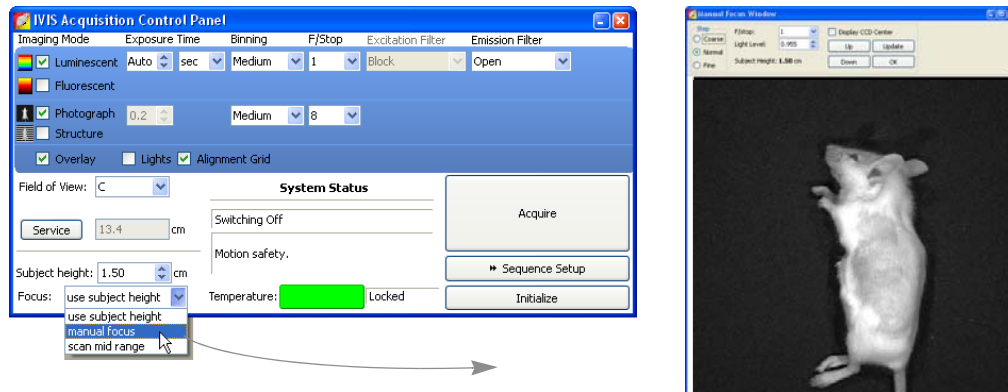 IVIS Acquisition Control Panel
Imaging Mode Exposure Time Binning F/Stop Excitation Filter Emission Filter
Luminescent Auto sec Medium 1 Block Open
Fluorescent
Photograph 0.2 Medium 8
Structure
Overlay Lights Alignment Grid
Field of View: C
Service 13.4 cm
Subject height: 1.50 cm
Focus: use subject height
use subject height
manual focus
scan mid range
System Status
Switching Off
Motion safety.
Temperature: Locked
Acquire
Sequence Setup
Initialize
Manual Focus Window
Step
Coarse
Normal
Fine
F/Stop: 1
Light Level: 0.955
Subject Height: 1.50 cm
Display CCD Center
Up Update
Down OK